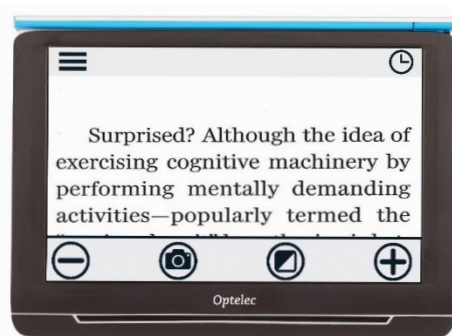 Surprised? Although the idea of
exercising cognitive machinery by
performing mentally demanding
activities—popularly termed the
Optelec